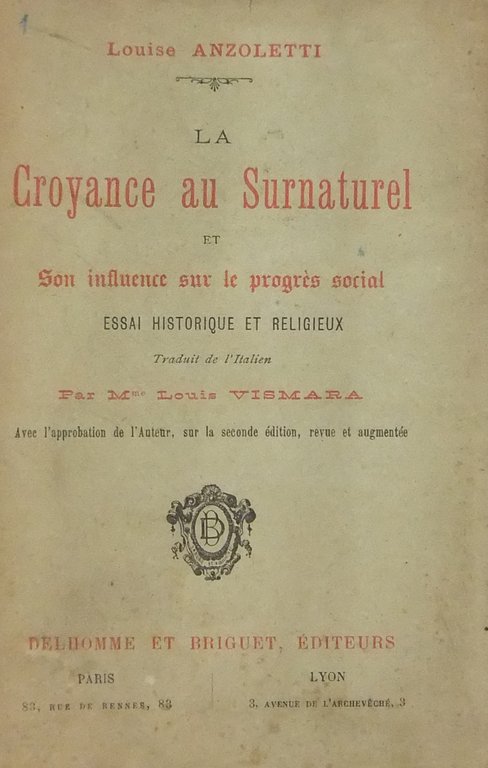 Louise ANZOLETTI
LA
Croyance au Surnaturel
ET
Son influence sur le progrès social
ESSAI HISTORIQUE ET RELIGIEUX
Traduit de l'Italien
Par Mme Louis VISMARA
Avec l'approbation de l'Auteur, sur la seconde édition, revue et augmentée
DB
DELHOMME ET BRIGUET, ÉDITEURS
PARIS
83, RUE DE RENNES, 83
LYON
3, AVENUE DE L'ARCHEVÊCHÉ, 3